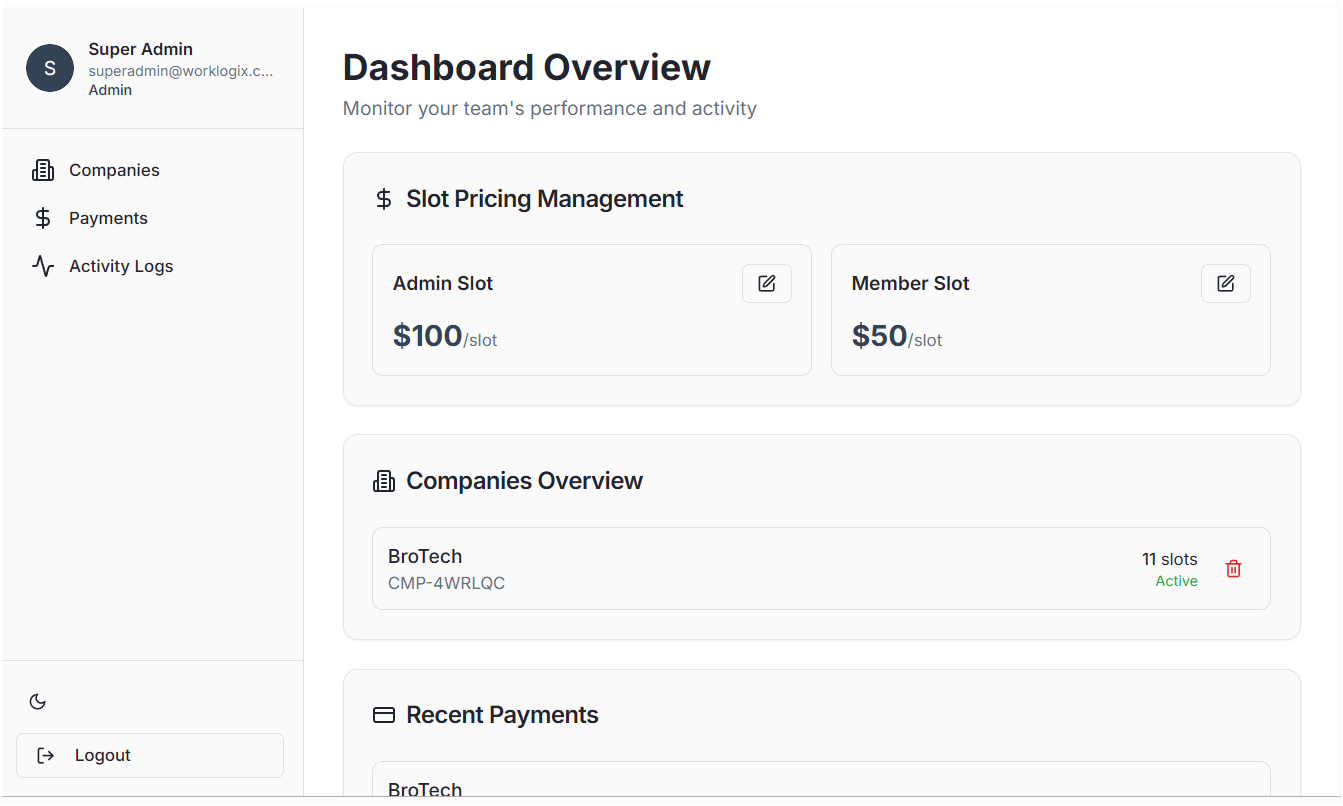 S
Super Admin
superadmin@worklogix.c...
Admin
Companies
Payments
Activity Logs
Logout
Dashboard Overview
Monitor your team's performance and activity
Slot Pricing Management
Admin Slot
$100/slot
Member Slot
$50/slot
Companies Overview
BroTech
CMP-4WRLQC
11 slots
Active
Recent Payments
BroTech